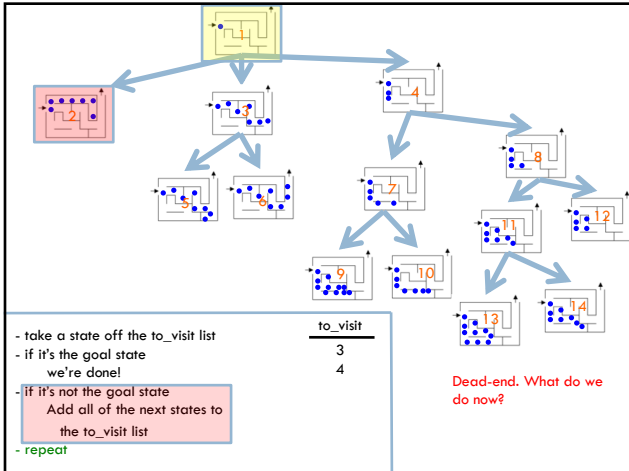 1
2
3
4
5
6
7
8
9
10
11
12
13
14
- take a state off the to_visit list
- if it's the goal state
we're done!
- if it's not the goal state
Add all of the next states to
the to_visit list
- repeat
to_visit
3
4
Dead-end. What do we
do now?